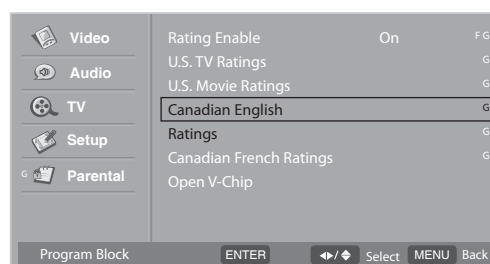 Video
Audio
TV
Setup
G Parental
Rating Enable On F G
U.S. TV Ratings G
U.S. Movie Ratings G
Canadian English G
Ratings G
Canadian French Ratings G
Open V-Chip
Program Block ENTER / Select MENU Back